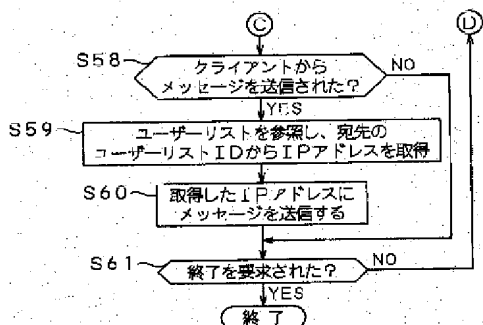 C
D
S58
クライアントから
メッセージを送信された?
NO
YES
S59
ユーザーリストを参照し、宛先の
ユーザーリストIDからIPアドレスを取得
S60
取得したIPアドレスに
メッセージを送信する
S61
終了を要求された?
NO
YES
終了